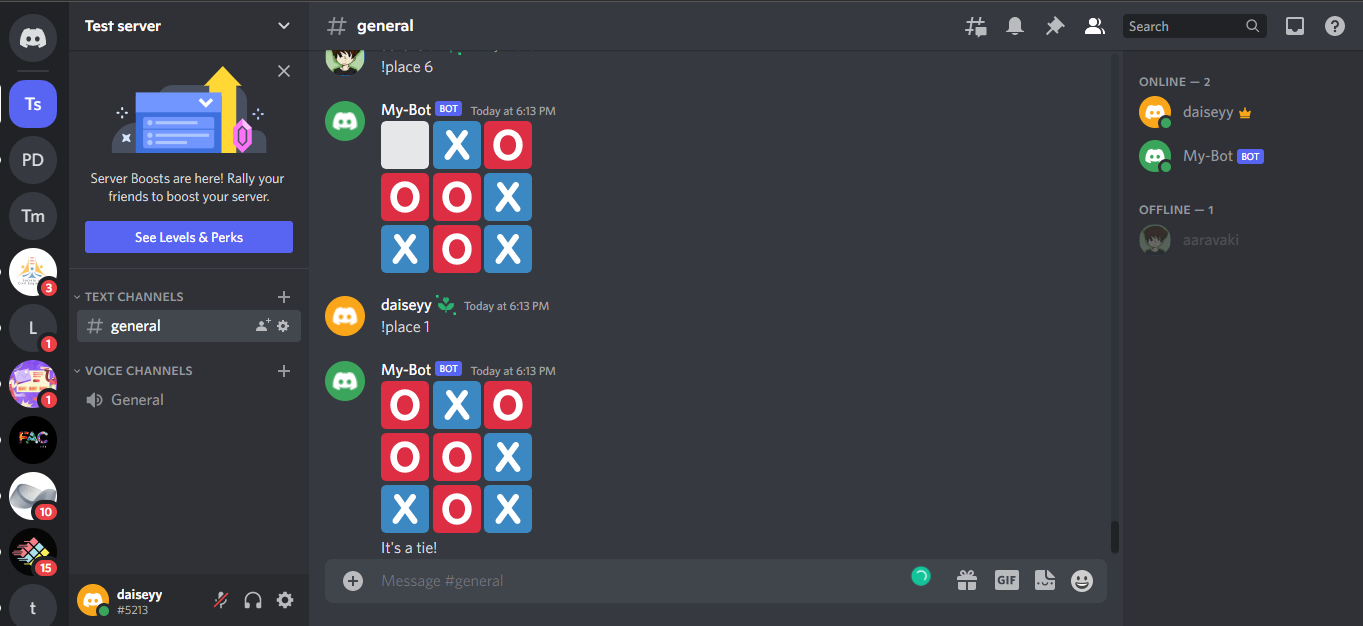 Test server
general
Search
Ts
PD
Tm
3
L
1
1
FAC
10
15
t
Server Boosts are here! Rally your
friends to boost your server.
See Levels & Perks
TEXT CHANNELS
general
VOICE CHANNELS
General
daiseyy
#5213
!place 6
My-Bot BOT Today at 6:13 PM
X O
O O X
X O X
daiseyy Today at 6:13 PM
!place 1
My-Bot BOT Today at 6:13 PM
O X O
O O X
X O X
It's a tie!
Message #general
GIF
ONLINE — 2
daiseyy
My-Bot BOT
OFFLINE — 1
aaravaki